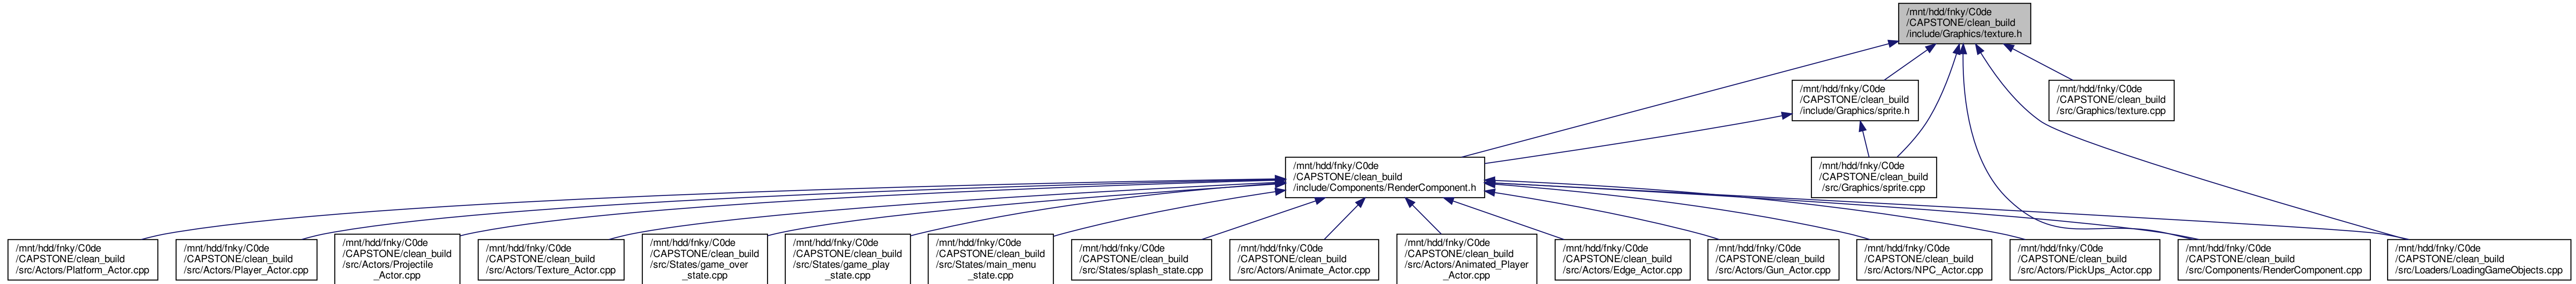 /mnt/hdd/fnky/C0de
/CAPSTONE/clean_build
/include/Graphics/texture.h
/mnt/hdd/fnky/C0de
/CAPSTONE/clean_build
/include/Graphics/sprite.h
/mnt/hdd/fnky/C0de
/CAPSTONE/clean_build
/src/Graphics/texture.cpp
/mnt/hdd/fnky/C0de
/CAPSTONE/clean_build
/include/Components/RenderComponent.h
/mnt/hdd/fnky/C0de
/CAPSTONE/clean_build
/src/Graphics/sprite.cpp
/mnt/hdd/fnky/C0de
/CAPSTONE/clean_build
/src/Actors/Platform_Actor.cpp
/mnt/hdd/fnky/C0de
/CAPSTONE/clean_build
/src/Actors/Player_Actor.cpp
/mnt/hdd/fnky/C0de
/CAPSTONE/clean_build
/src/Actors/Projectile
_Actor.cpp
/mnt/hdd/fnky/C0de
/CAPSTONE/clean_build
/src/Actors/Texture_Actor.cpp
/mnt/hdd/fnky/C0de
/CAPSTONE/clean_build
/src/States/game_over
_state.cpp
/mnt/hdd/fnky/C0de
/CAPSTONE/clean_build
/src/States/game_play
_state.cpp
/mnt/hdd/fnky/C0de
/CAPSTONE/clean_build
/src/States/main_menu
_state.cpp
/mnt/hdd/fnky/C0de
/CAPSTONE/clean_build
/src/States/splash_state.cpp
/mnt/hdd/fnky/C0de
/CAPSTONE/clean_build
/src/Actors/Animate_Actor.cpp
/mnt/hdd/fnky/C0de
/CAPSTONE/clean_build
/src/Actors/Animated_Player
_Actor.cpp
/mnt/hdd/fnky/C0de
/CAPSTONE/clean_build
/src/Actors/Edge_Actor.cpp
/mnt/hdd/fnky/C0de
/CAPSTONE/clean_build
/src/Actors/Gun_Actor.cpp
/mnt/hdd/fnky/C0de
/CAPSTONE/clean_build
/src/Actors/NPC_Actor.cpp
/mnt/hdd/fnky/C0de
/CAPSTONE/clean_build
/src/Actors/PickUps_Actor.cpp
/mnt/hdd/fnky/C0de
/CAPSTONE/clean_build
/src/Components/RenderComponent.cpp
/mnt/hdd/fnky/C0de
/CAPSTONE/clean_build
/src/Loaders/LoadingGameObjects.cpp